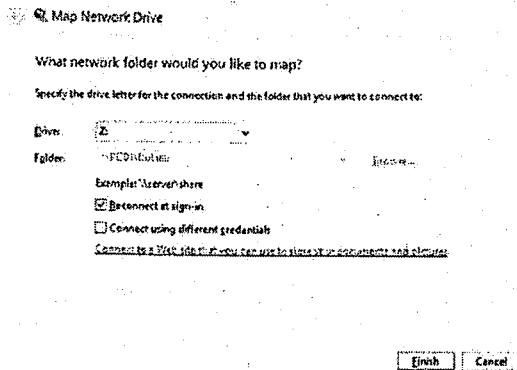 Map Network Drive
What network folder would you like to map?
Specify the drive letter for the connection and the folder that you want to connect to:
Drive: Z:
Folder: Browse...
Example: \\server\share
Reconnect at sign-in
Connect using different credentials
Connect to a Web site that you can use to store your documents and pictures.
Finish Cancel